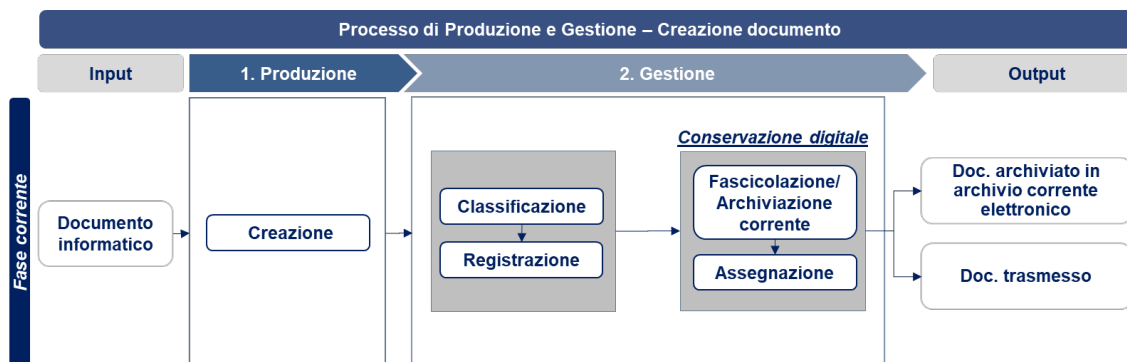 Processo di Produzione e Gestione – Creazione documento
Input
1. Produzione
2. Gestione
Output
Fase corrente
Documento
informatico
Creazione
Classificazione
Registrazione
Conservazione digitale
Fascicolazione/
Archiviazione
corrente
Assegnazione
Doc. archiviato in
archivio corrente
elettronico
Doc. trasmesso